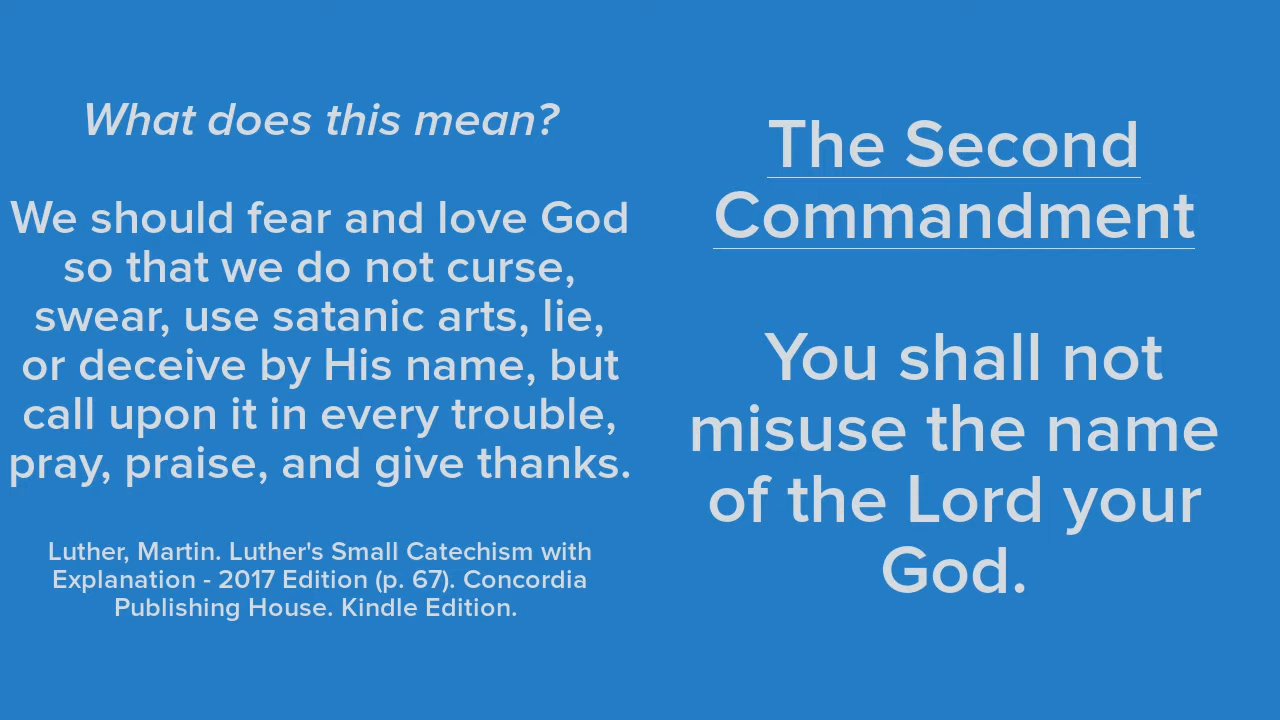 What does this mean?
We should fear and love God
so that we do not curse,
swear, use satanic arts, lie,
or deceive by His name, but
call upon it in every trouble,
pray, praise, and give thanks.
Luther, Martin. Luther's Small Catechism with
Explanation - 2017 Edition (p. 67). Concordia
Publishing House. Kindle Edition.
The Second
Commandment
You shall not
misuse the name
of the Lord your
God.